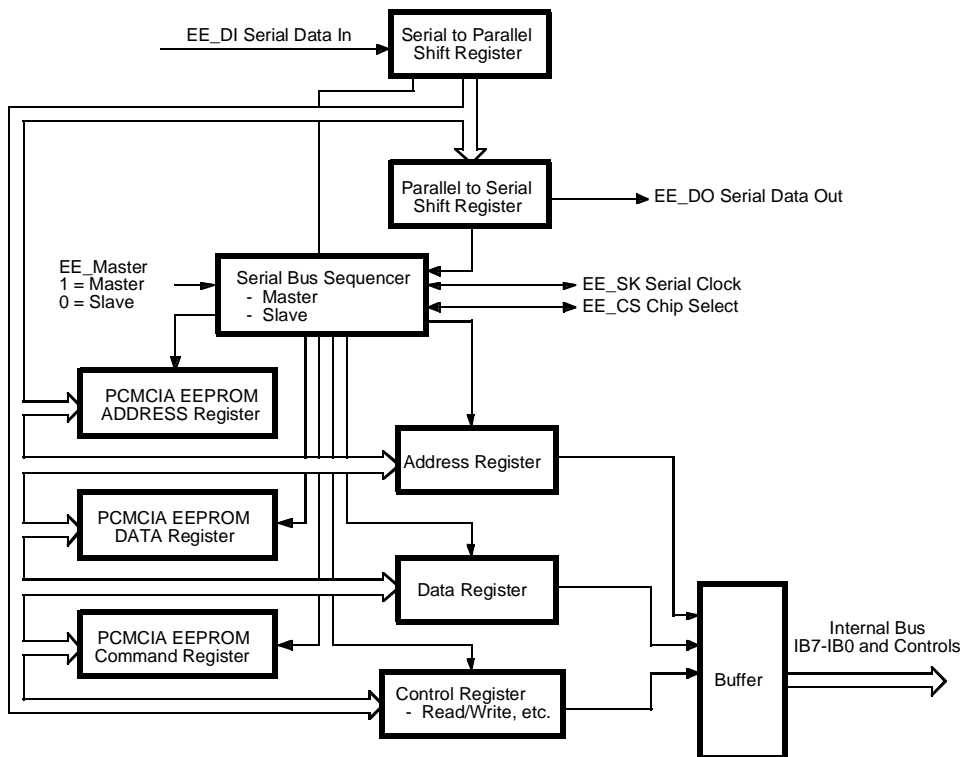 EE_DI Serial Data In
Serial to Parallel
Shift Register
Parallel to Serial
Shift Register
EE_DO Serial Data Out
EE_Master
1 = Master
0 = Slave
Serial Bus Sequencer
- Master
- Slave
EE_SK Serial Clock
EE_CS Chip Select
PCMCIA EEPROM
ADDRESS Register
Address Register
PCMCIA EEPROM
DATA Register
Data Register
PCMCIA EEPROM
Command Register
Control Register
- Read/Write, etc.
Buffer
Internal Bus
IB7-IB0 and Controls